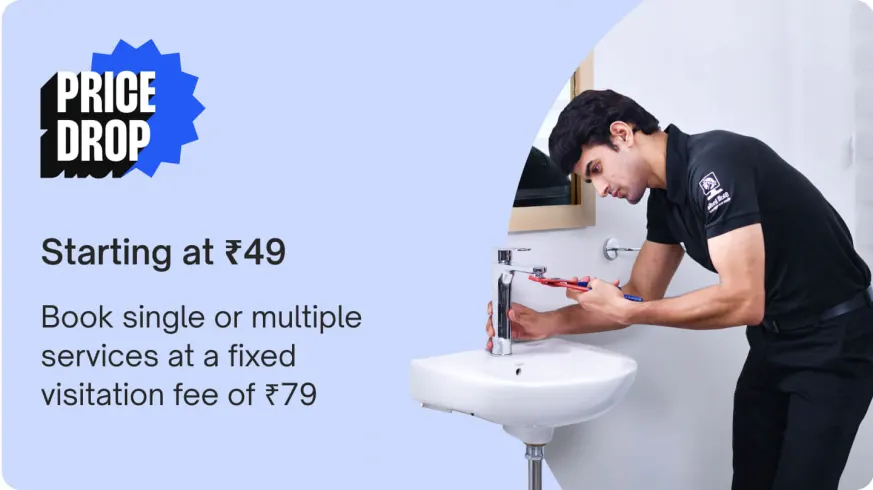 PRICE
DROP
Starting at ₹49
Book single or multiple
services at a fixed
visitation fee of ₹79